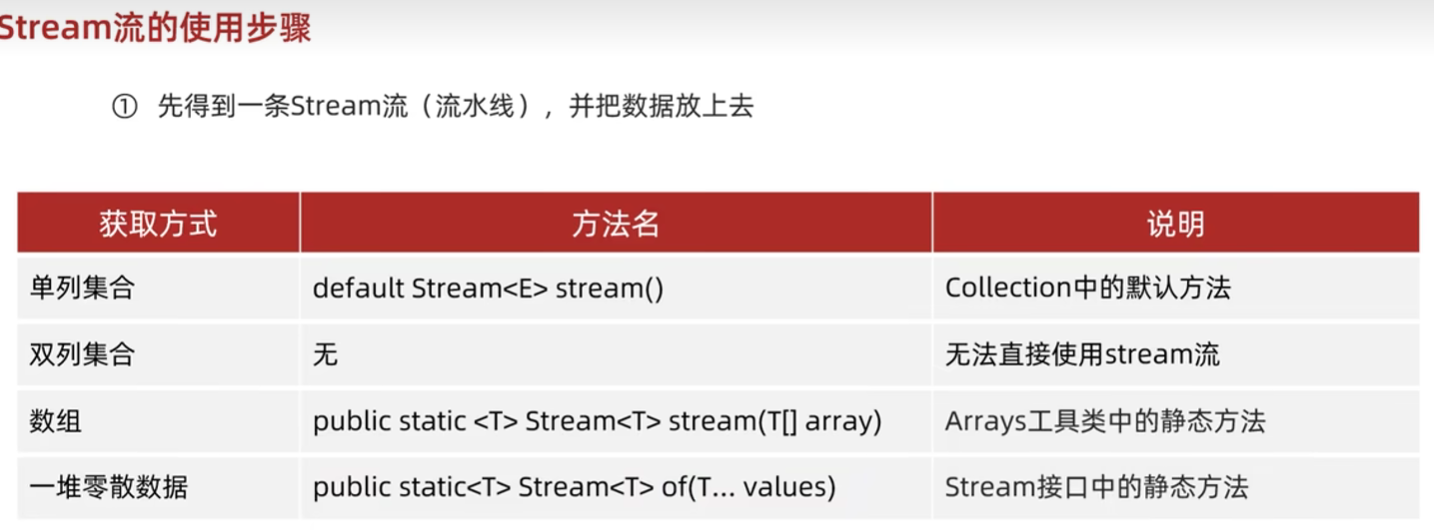 Stream流的使用步骤
① 先得到一条Stream流（流水线），并把数据放上去
获取方式 方法名 说明
单列集合 default Stream<E> stream() Collection中的默认方法
双列集合 无 无法直接使用stream流
数组 public static <T> Stream<T> stream(T[] array) Arrays工具类中的静态方法
一堆零散数据 public static<T> Stream<T> of(T... values) Stream接口中的静态方法